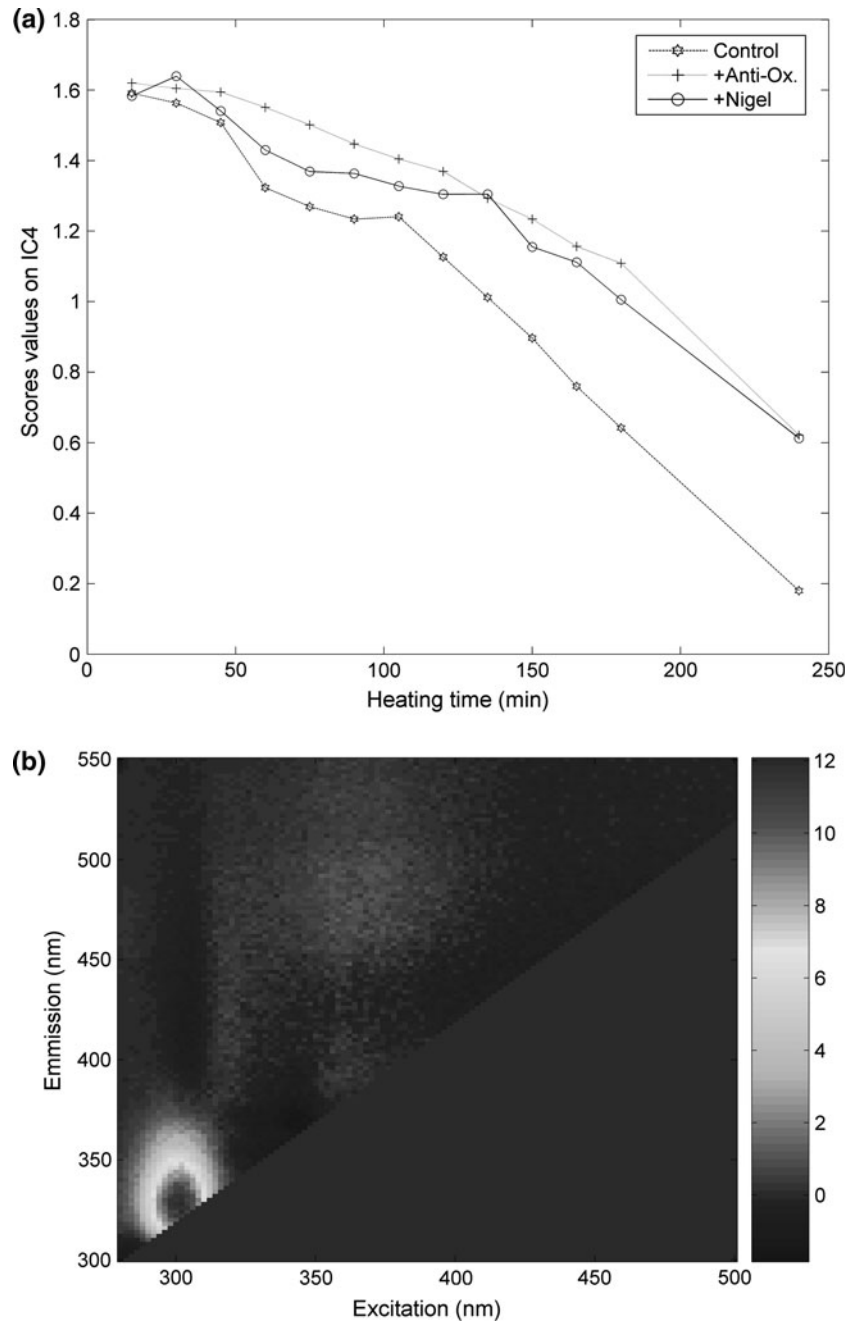 (a)
1.8
1.6
1.4
1.2
1
0.8
0.6
0.4
0.2
0
Scores values on IC4
Control
+Anti-Ox.
+Nigel
0 50 100 150 200 250
Heating time (min)
(b)
550
500
450
400
350
300
Emmission (nm)
300 350 400 450 500
Excitation (nm)
12
10
8
6
4
2
0